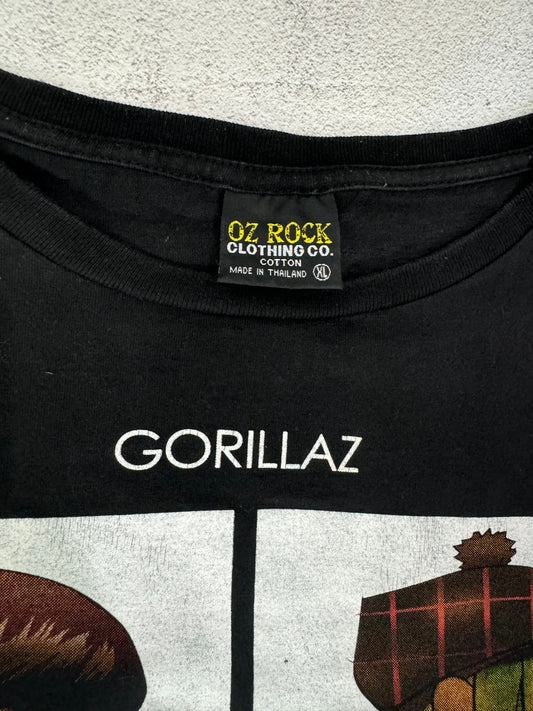 OZ ROCK
CLOTHING CO.
COTTON
MADE IN THAILAND XL
GORILLAZ